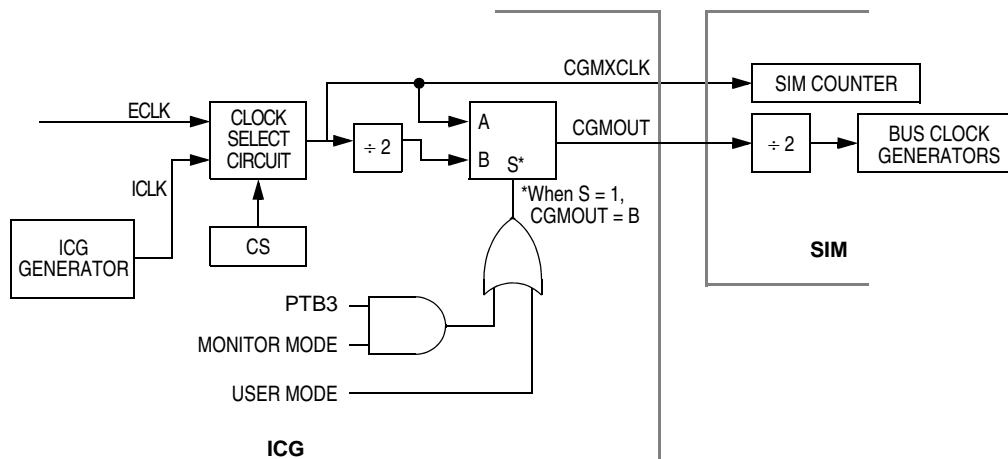 CGMXCLK
SIM COUNTER
ECLK
CLOCK
SELECT
CIRCUIT
A
CGMOUT
÷ 2
B
÷ 2
BUS CLOCK
GENERATORS
S*
ICLK
*When S = 1,
CGMOUT = B
ICG
GENERATOR
CS
SIM
PTB3
MONITOR MODE
USER MODE
ICG